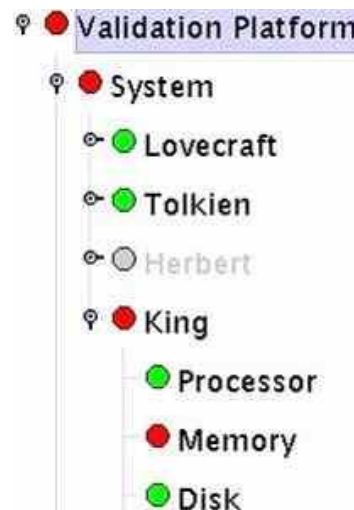 Validation Platform
System
Lovecraft
Tolkien
Herbert
King
Processor
Memory
Disk